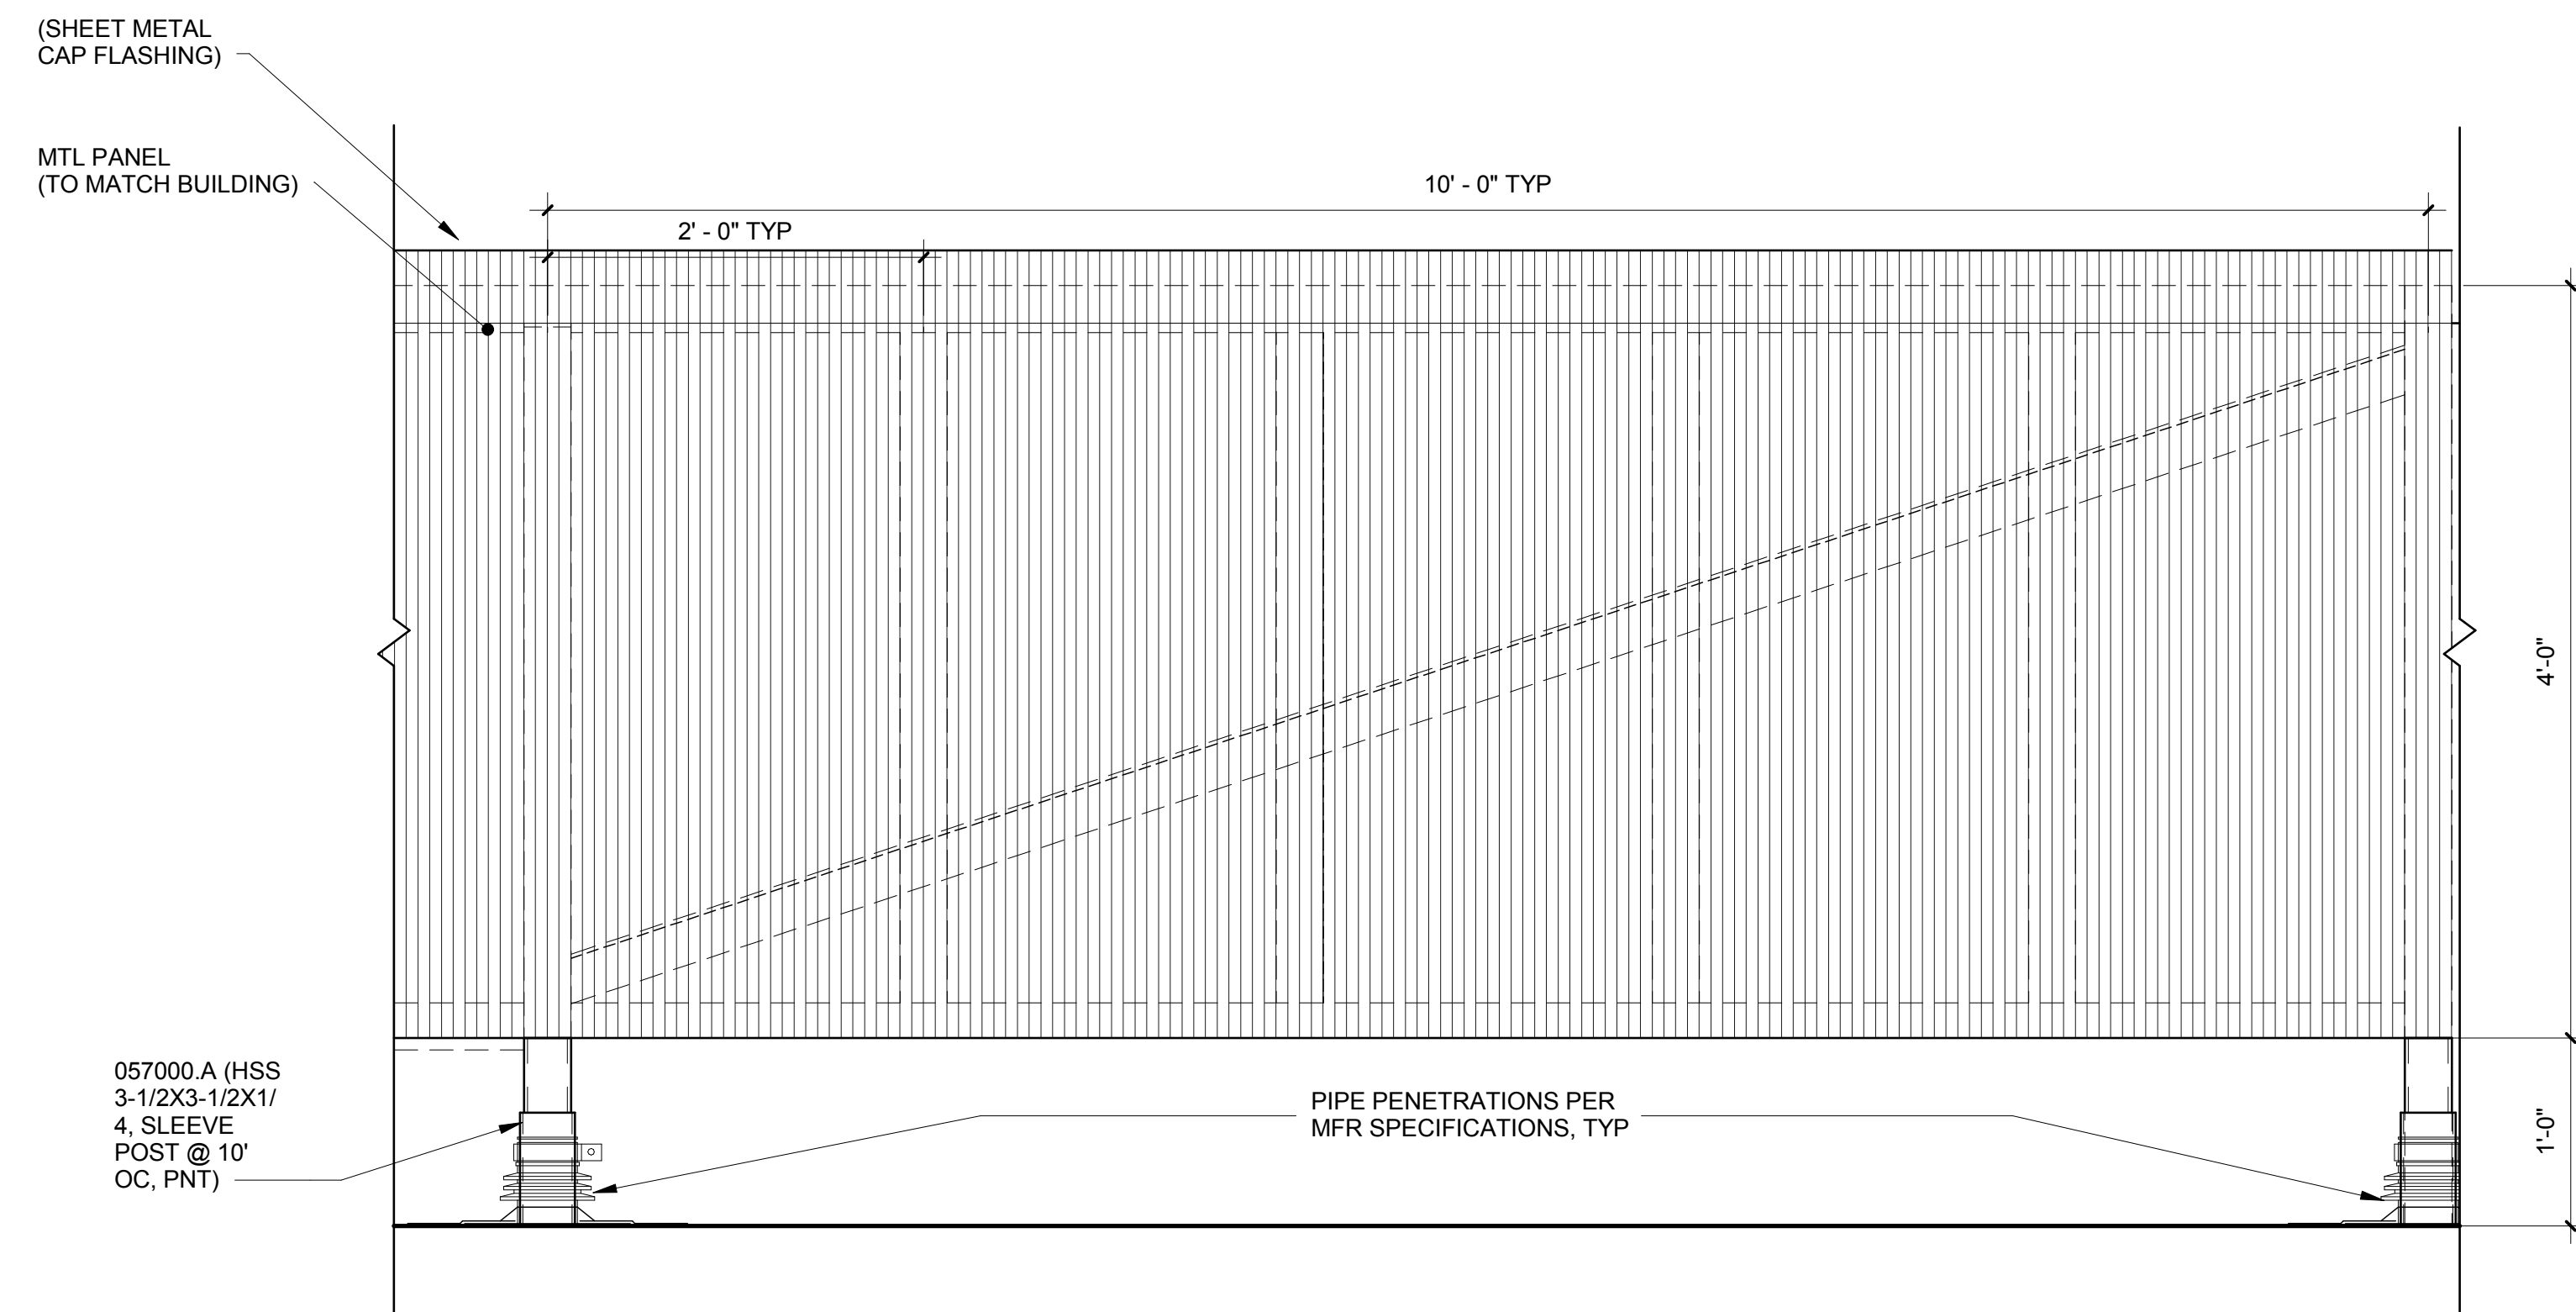 (SHEET METAL
CAP FLASHING)
MTL PANEL
(TO MATCH BUILDING)
10' - 0" TYP
2' - 0" TYP
4'-0"
057000.A (HSS
3-1/2X3-1/2X1/
4, SLEEVE
POST @ 10'
OC, PNT)
PIPE PENETRATIONS PER
MFR SPECIFICATIONS, TYP
1'-0"